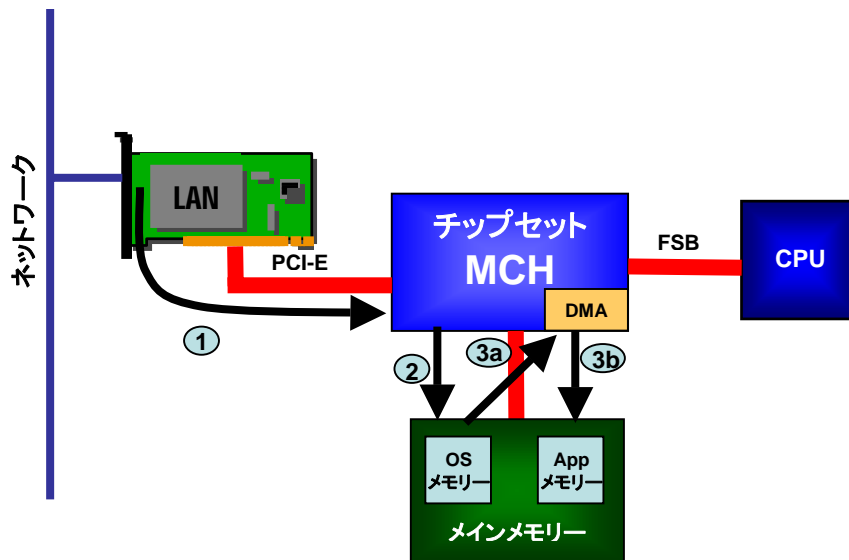 ネットワーク
LAN
PCI-E
チップセット
MCH
DMA
FSB
CPU
1
2
3a
3b
OS
メモリー
App
メモリー
メインメモリー